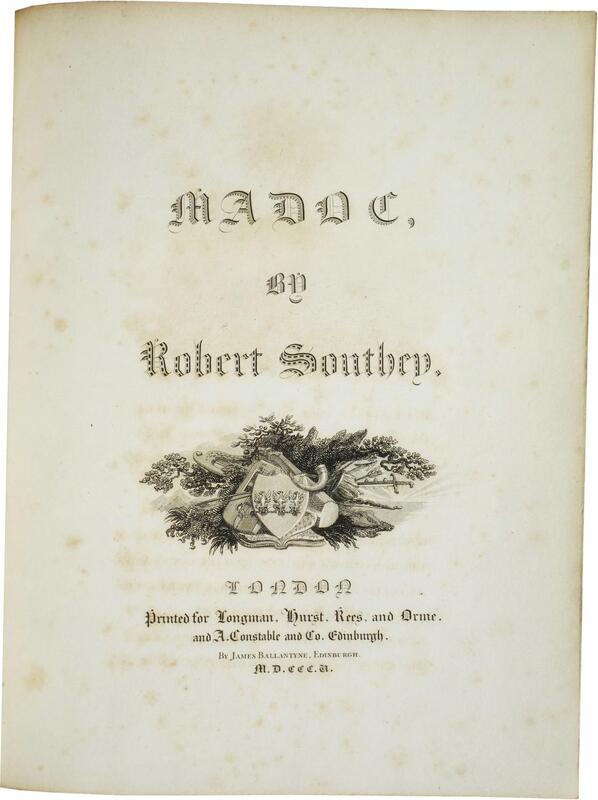 MADOC,
BY
Robert Southey.
LONDON
Printed for Longman, Hurst, Rees, and Orme,
and A. Constable and Co. Edinburgh.
By James Ballantyne, Edinburgh.
M.D.CCC.V.